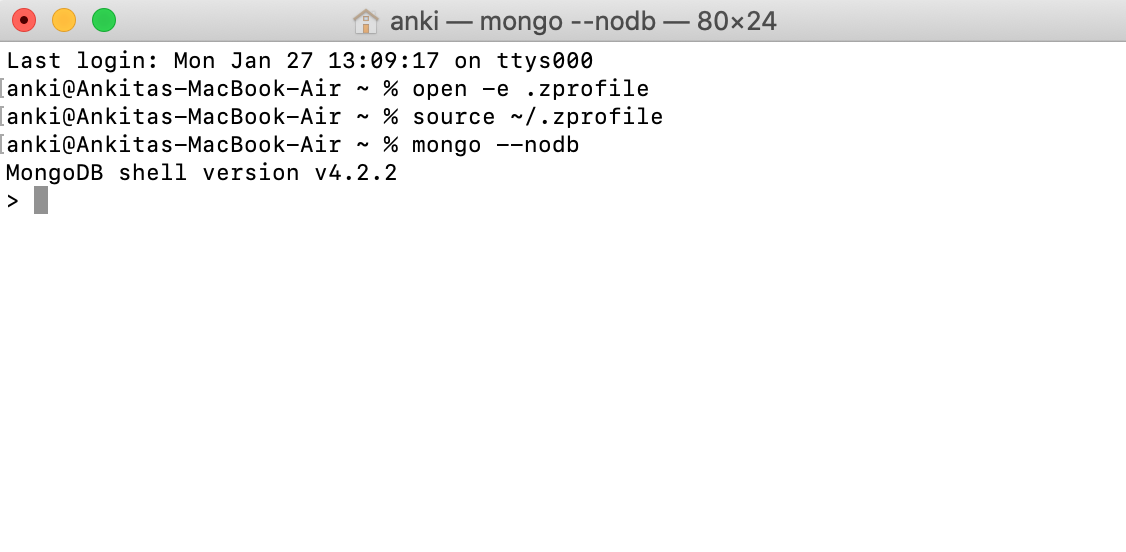 anki — mongo --nodb — 80×24
Last login: Mon Jan 27 13:09:17 on ttys000
[anki@Ankitas-MacBook-Air ~ % open -e .zprofile
[anki@Ankitas-MacBook-Air ~ % source ~/.zprofile
[anki@Ankitas-MacBook-Air ~ % mongo --nodb
MongoDB shell version v4.2.2
>